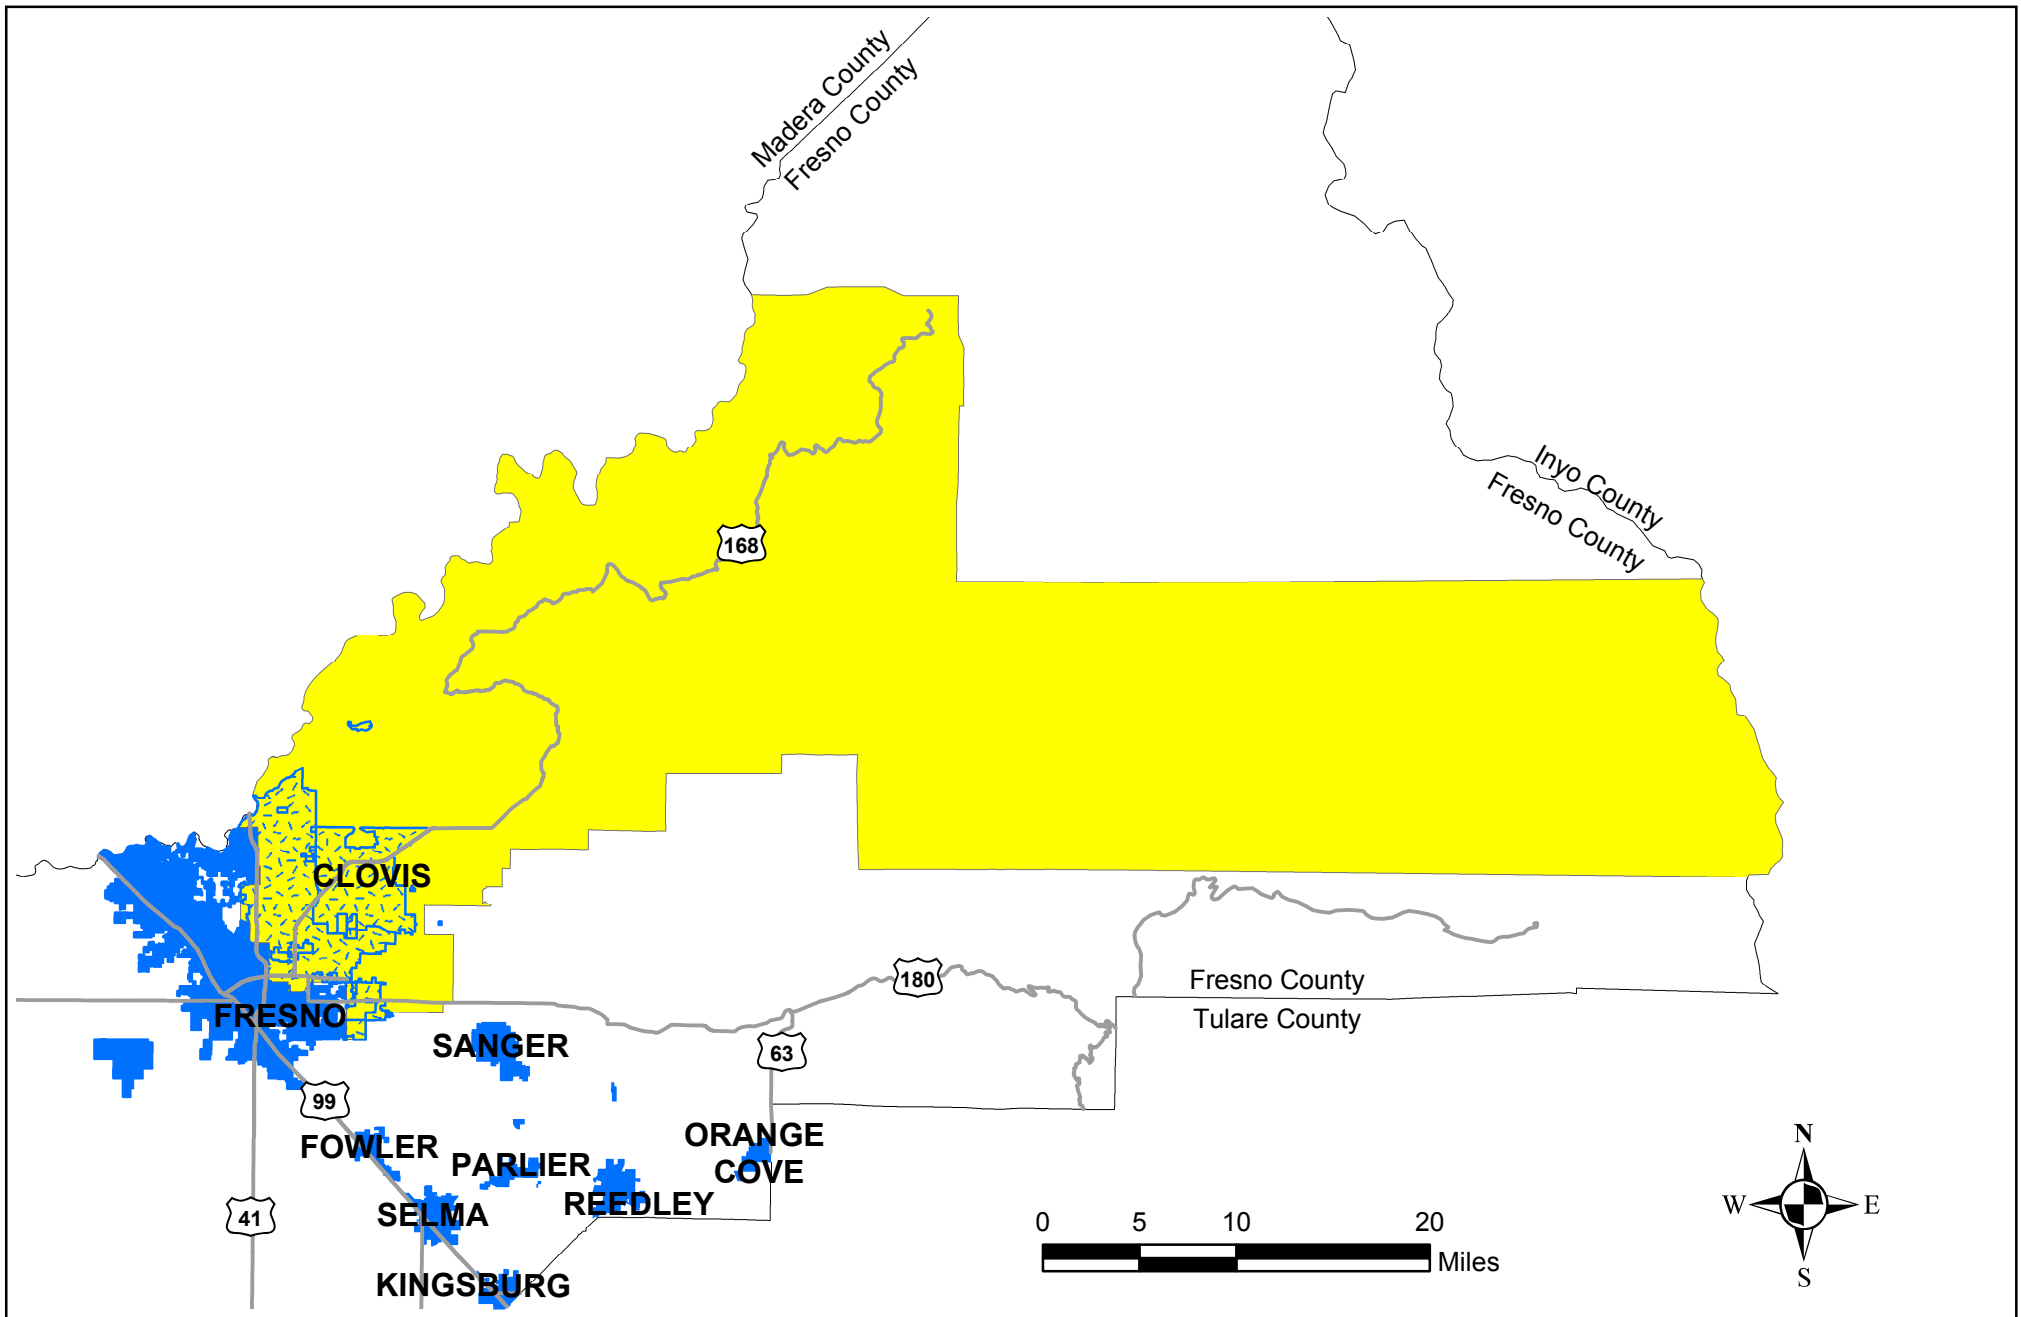 Madera County
Fresno County
Inyo County
Fresno County
168
CLOVIS
180
Fresno County
FRESNO
Tulare County
SANGER
63
99
ORANGE
COVE
FOWLER
PARLIER
REEDLEY
SELMA
41
KINGSBURG
0 5 10 20
Miles
N
W E
S